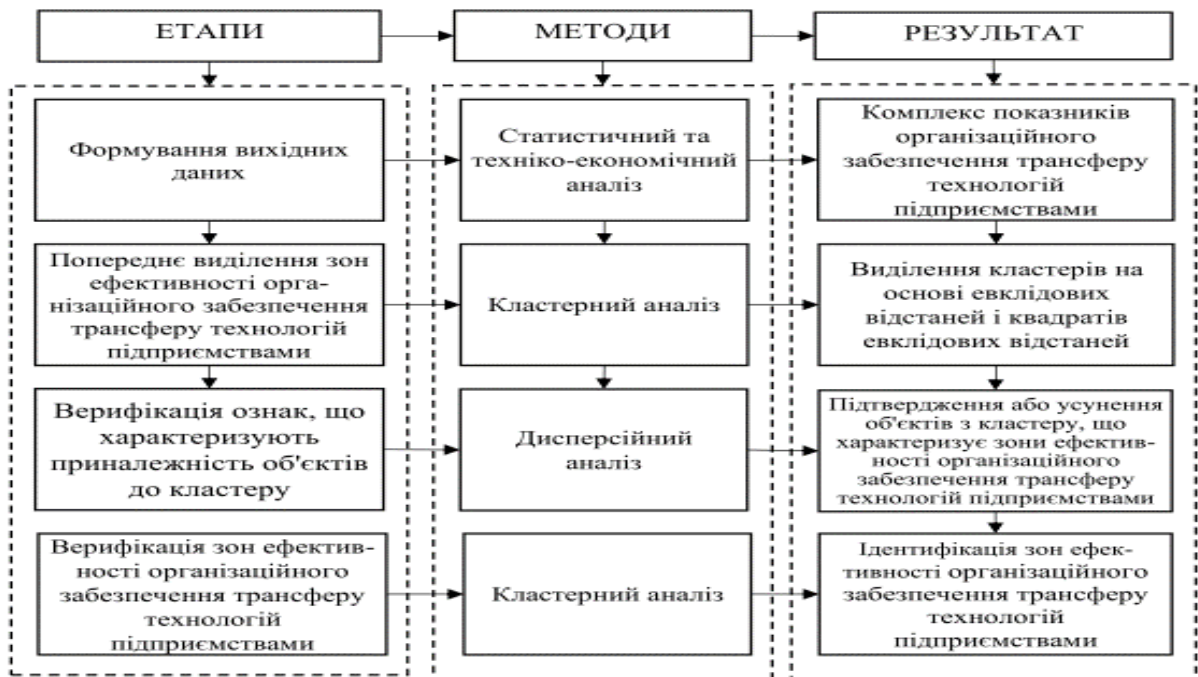 ЕТАПИ
МЕТОДИ
РЕЗУЛЬТАТ
Формування вихідних
даних
Статистичний та
техніко-економічний
аналіз
Комплекс показників
організаційного
забезпечення трансферу
технологій
підприємствами
Попереднє виділення зон
ефективності орга-
нізаційного забезпечення
трансферу технологій
підприємствами
Кластерний аналіз
Виділення кластерів на
основі евклідових
відстаней і квадратів
евклідових відстаней
Верифікація ознак, що
характеризують
приналежність об'єктів
до кластеру
Дисперсійний
аналіз
Підтвердження або усунення
об'єктів з кластеру, що
характеризує зони ефектив-
ності організаційного
забезпечення трансферу
технологій підприємствами
Верифікація зон ефектив-
ності організаційного
забезпечення трансферу
технологій
підприємствами
Кластерний аналіз
Ідентифікація зон ефек-
тивності організаційного
забезпечення трансферу
технологій
підприємствами